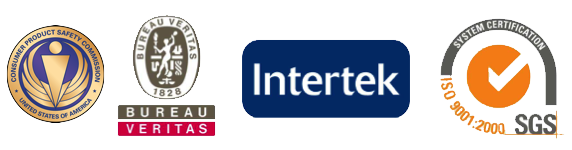 CONSUMER PRODUCT SAFETY COMMISSION
UNITED STATES OF AMERICA
BUREAU VERITAS
1828
BUREAU
VERITAS
Intertek
SYSTEM CERTIFICATION
ISO 9001:2000
SGS